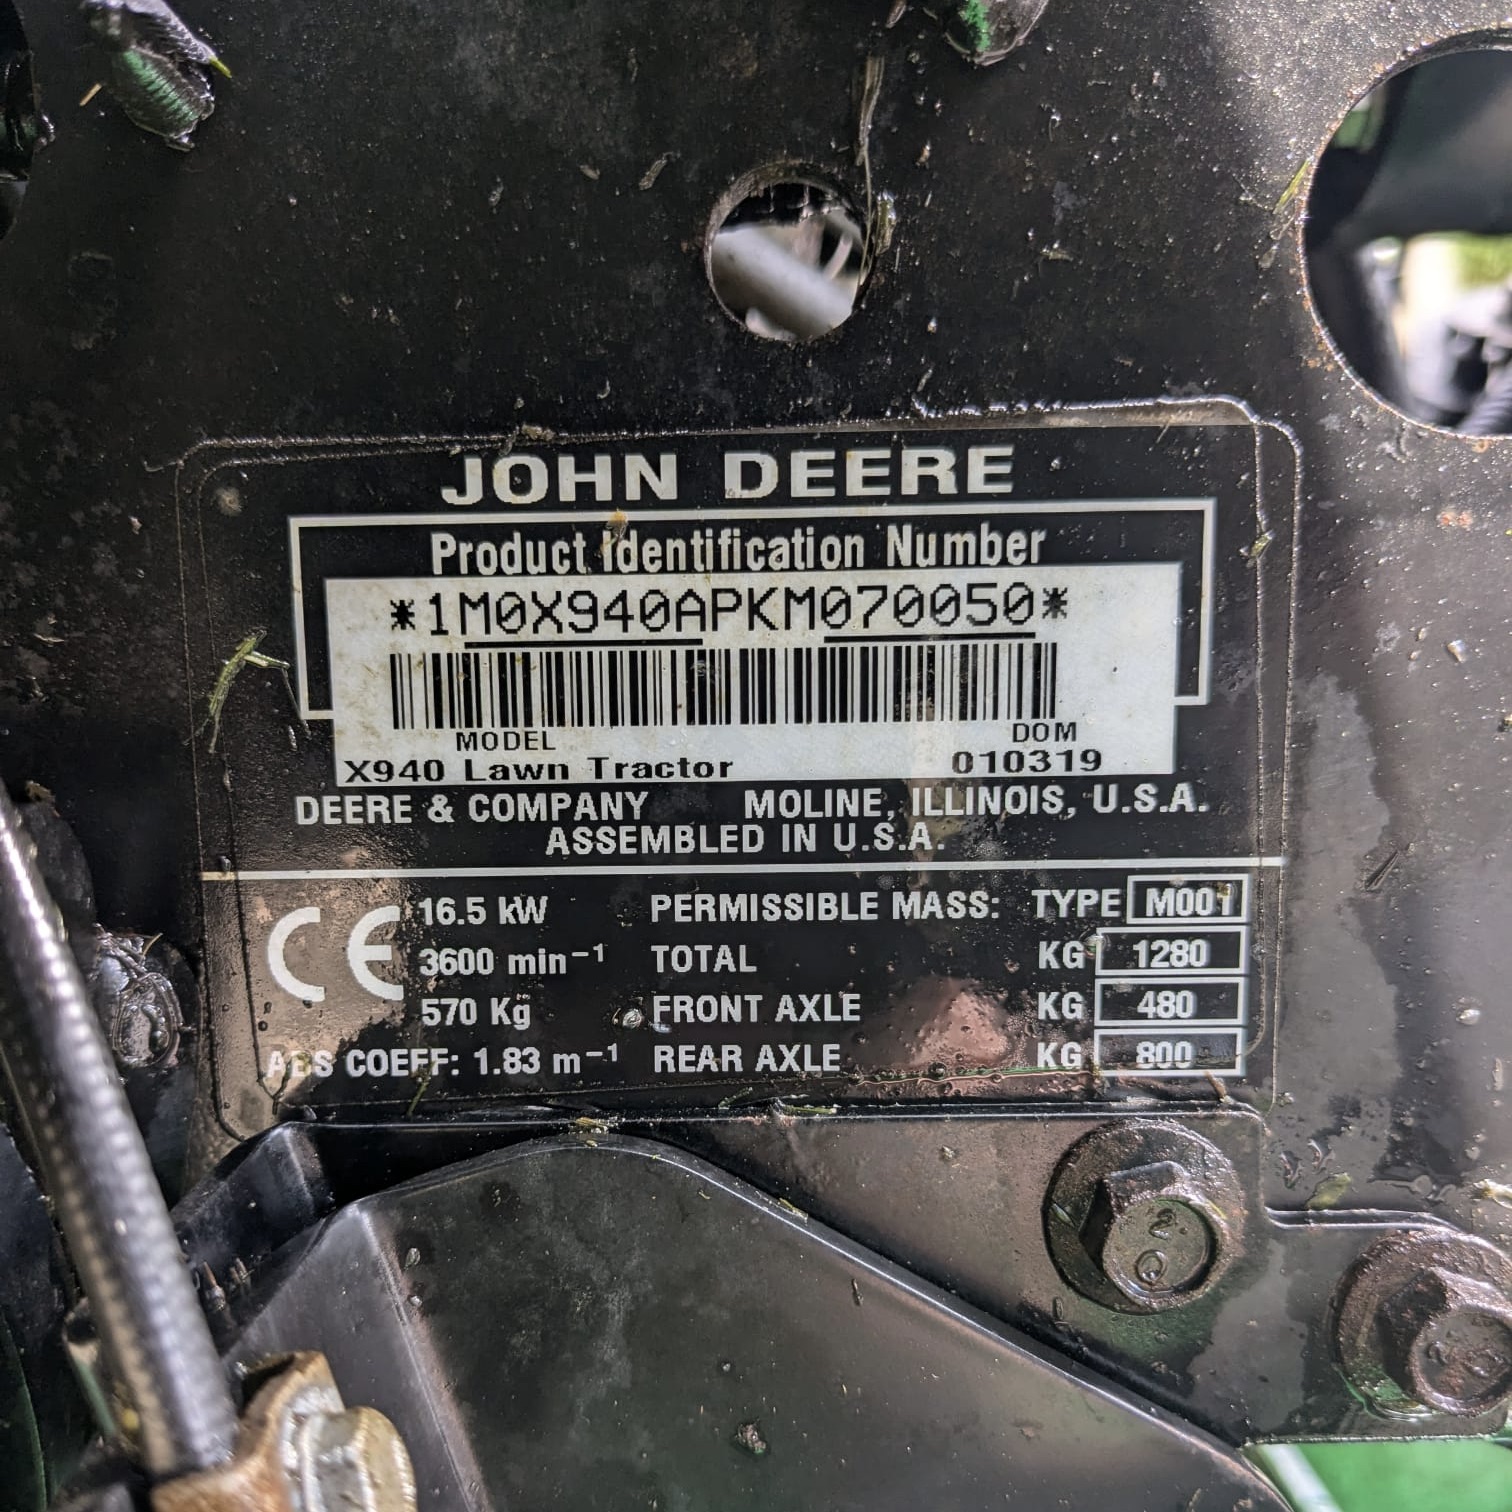 JOHN DEERE
Product Identification Number
*1M0X940APKM070050*
MODEL DOM
X940 Lawn Tractor 010319
DEERE & COMPANY MOLINE, ILLINOIS, U.S.A.
ASSEMBLED IN U.S.A.
CE 16.5 kW PERMISSIBLE MASS: TYPE M001
3600 min⁻¹ TOTAL KG 1280
570 Kg FRONT AXLE KG 480
ABS COEFF: 1.83 m⁻¹ REAR AXLE KG 800